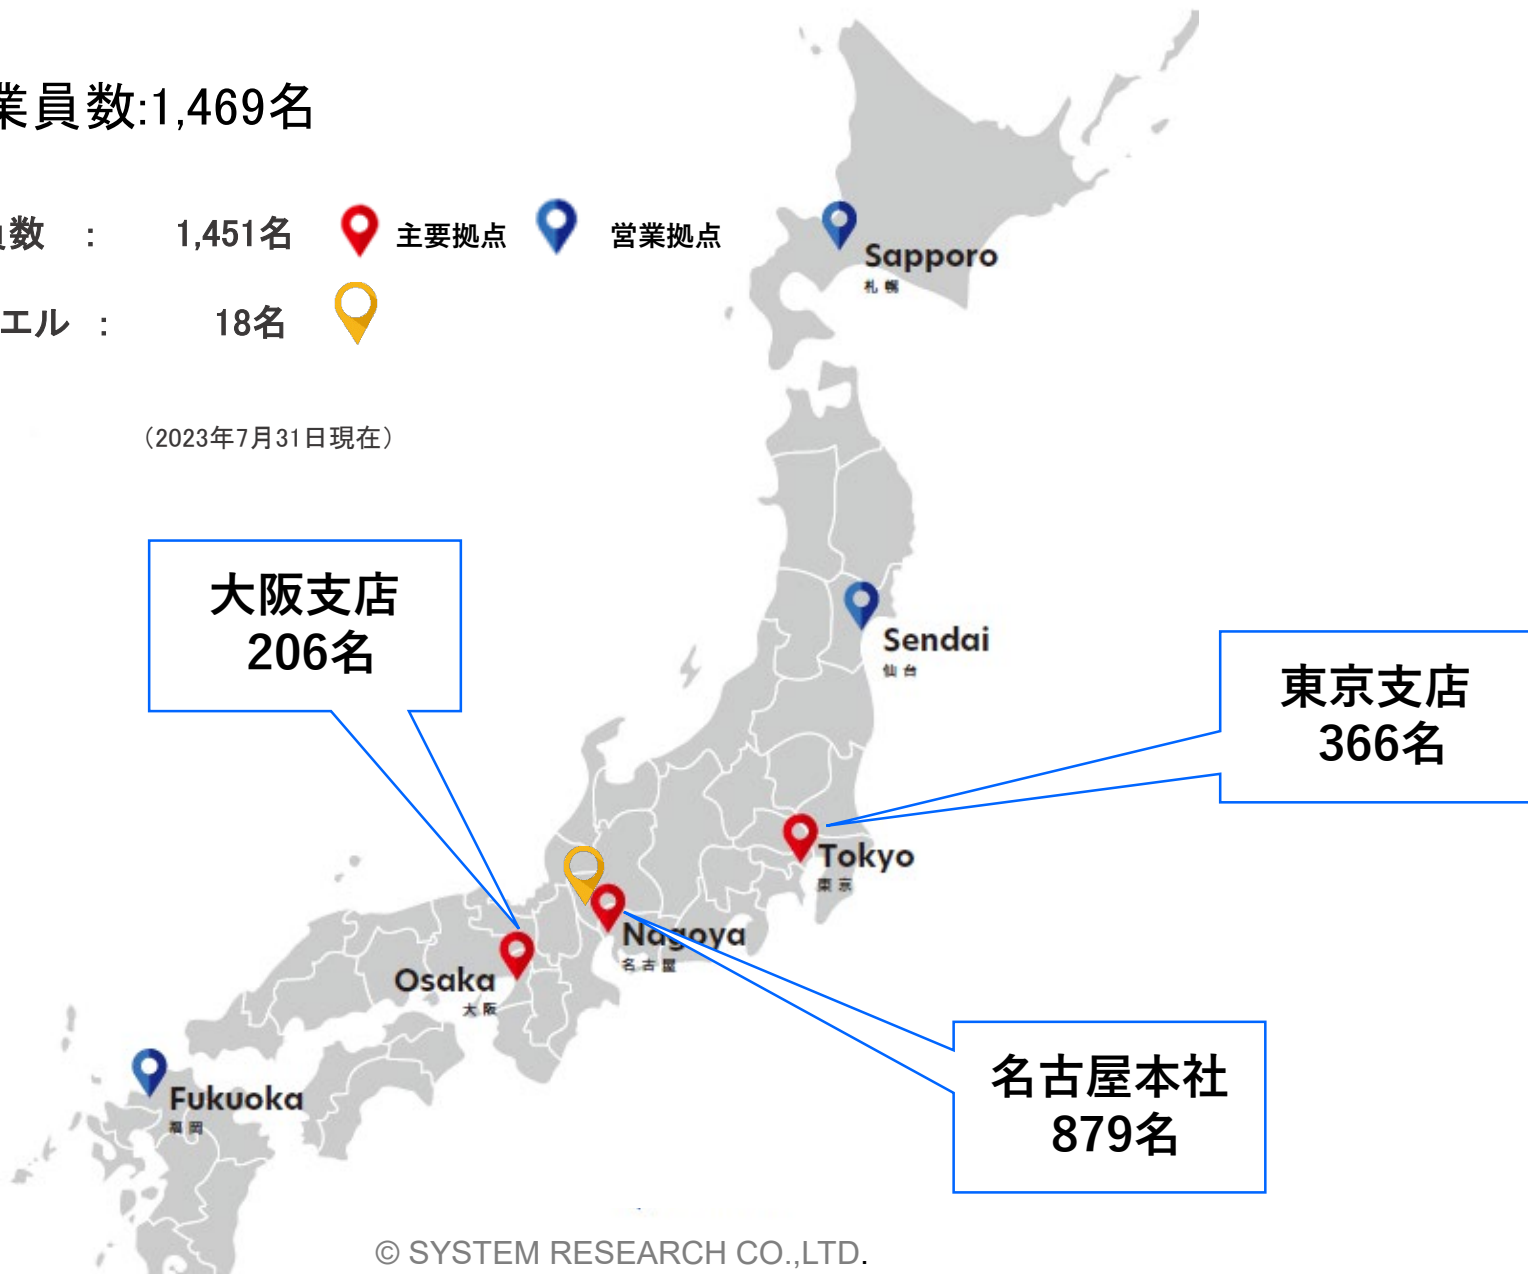 業員数:1,469名
員数 : 1,451名
主要拠点
営業拠点
エル : 18名
（2023年7月31日現在）
Sapporo
札幌
大阪支店
206名
Sendai
仙台
東京支店
366名
Tokyo
東京
Nagoya
名古屋
Osaka
大阪
名古屋本社
879名
Fukuoka
福岡
© SYSTEM RESEARCH CO.,LTD.